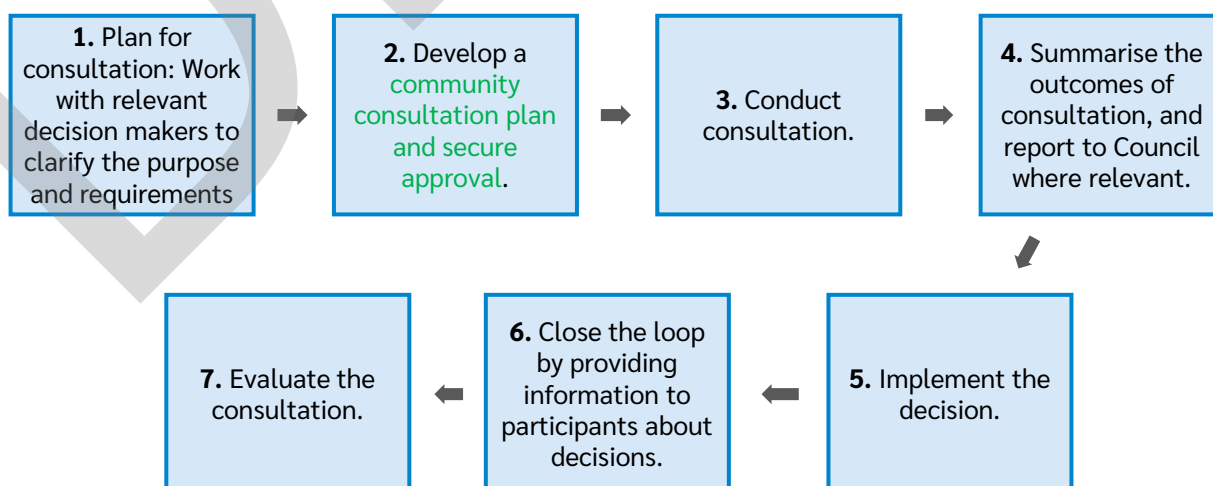 1. Plan for
consultation: Work
with relevant
decision makers to
clarify the purpose
and requirements
2. Develop a
community
consultation plan
and secure
approval.
3. Conduct
consultation.
4. Summarise the
outcomes of
consultation, and
report to Council
where relevant.
5. Implement the
decision.
6. Close the loop
by providing
information to
participants about
decisions.
7. Evaluate the
consultation.